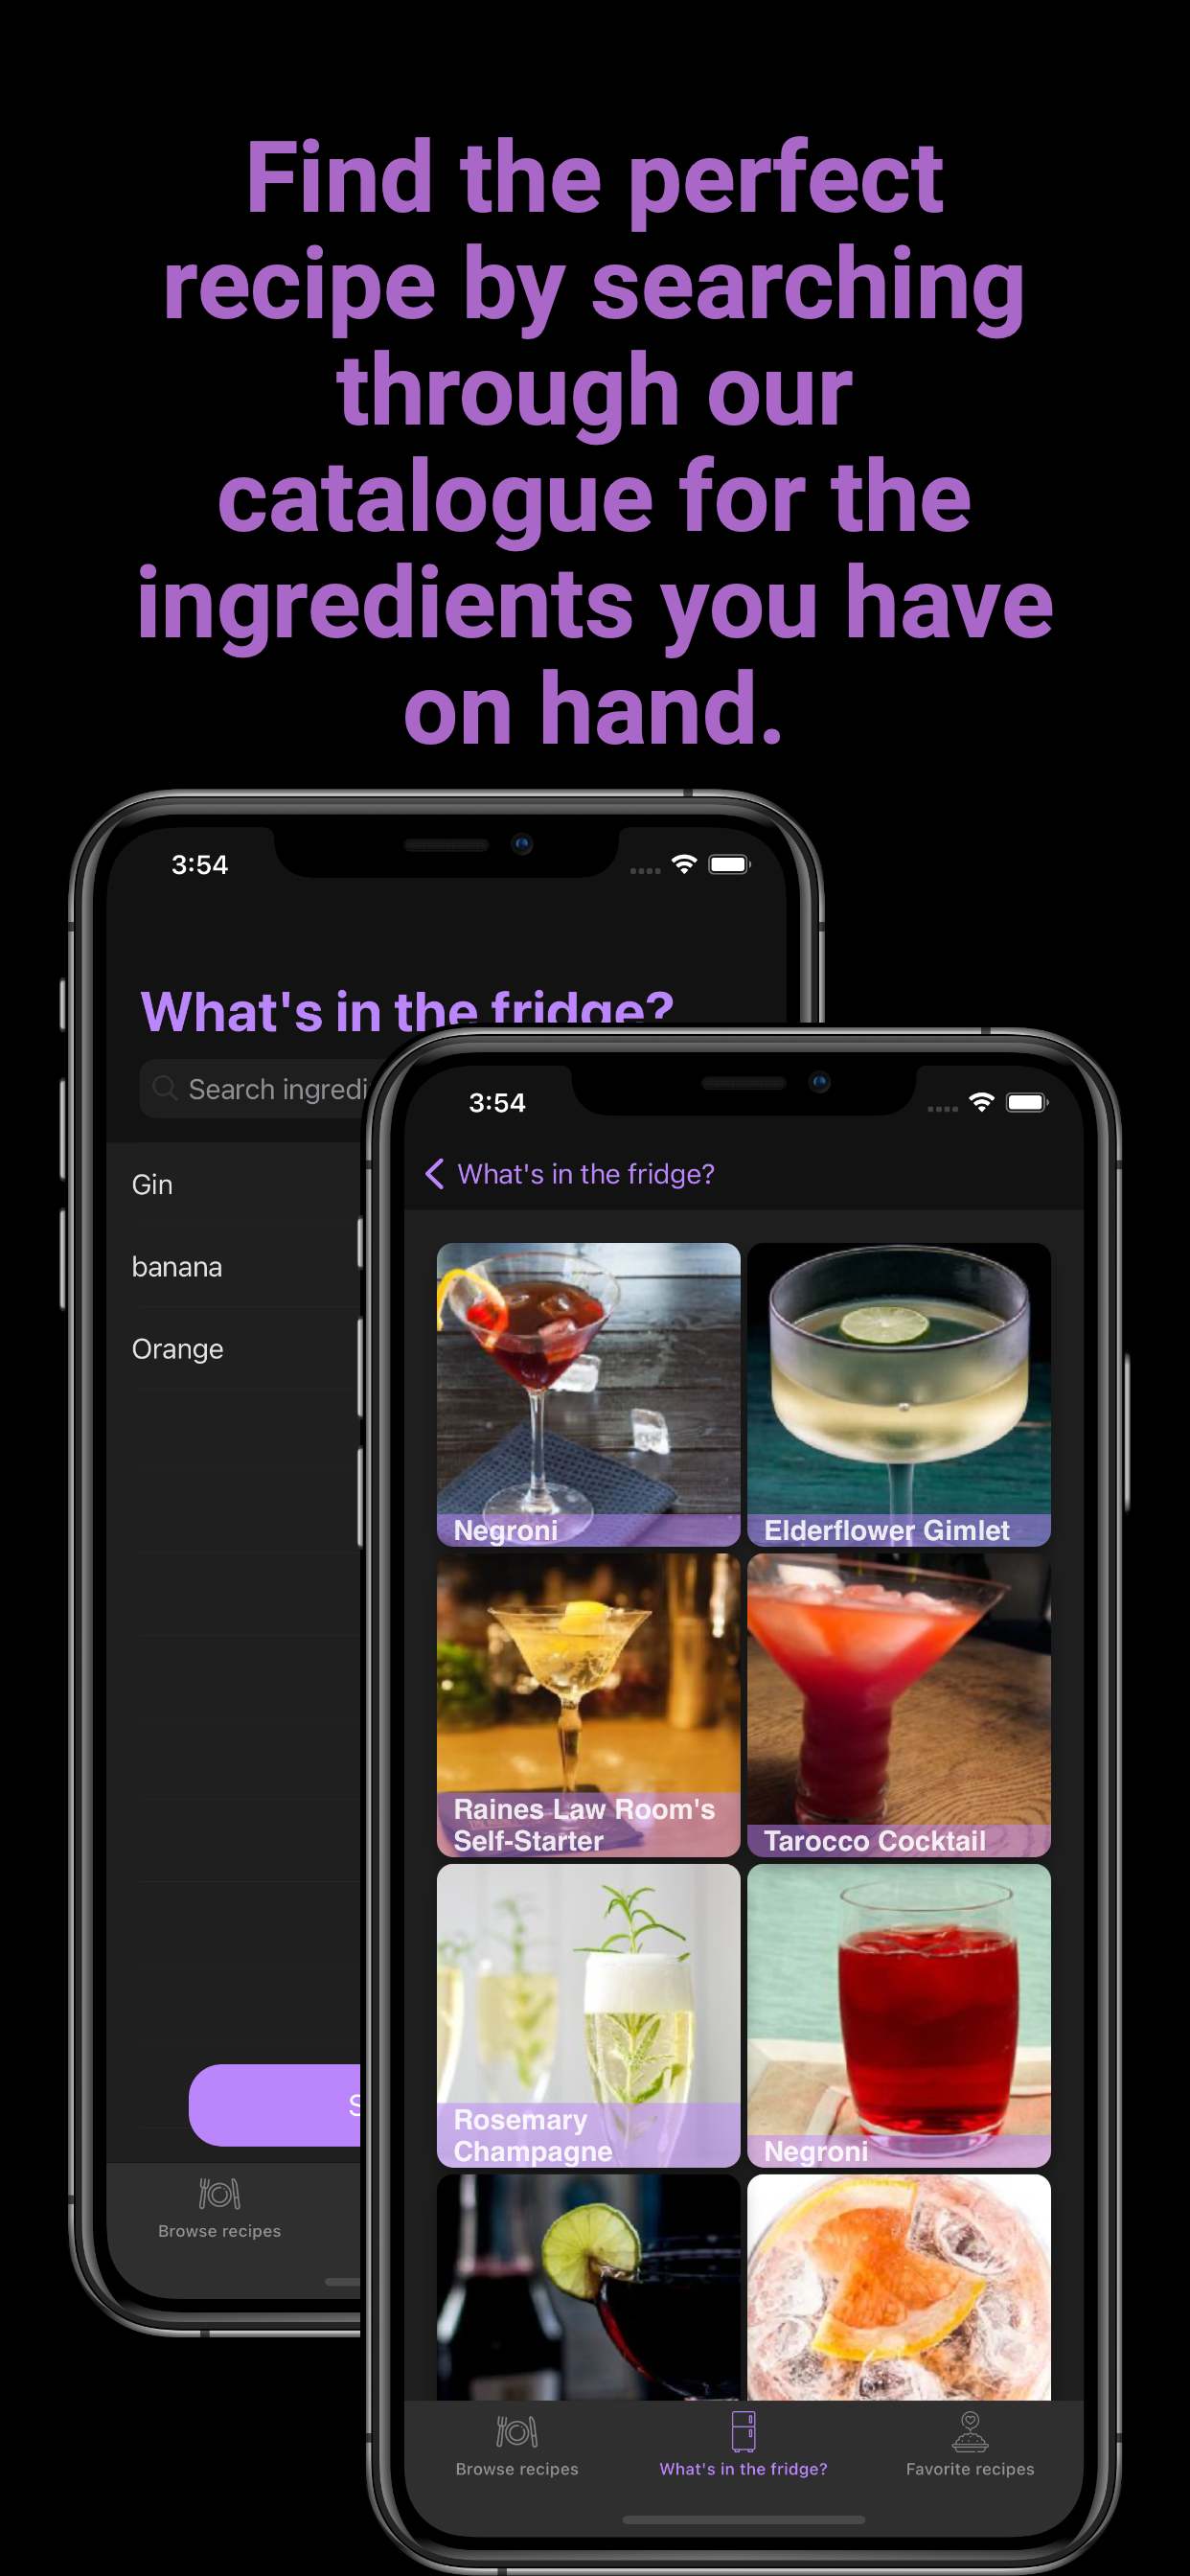 Find the perfect
recipe by searching
through our
catalogue for the
ingredients you have
on hand.
3:54
What's in the fridge?
Search
Gin
banana
Orange
Browse recipes
3:54
What's in the fridge?
Negroni
Elderflower Gimlet
Raines Law Room's
Self-Starter
Tarocco Cocktail
Rosemary
Champagne
Negroni
Browse recipes
What's in the fridge?
Favorite recipes